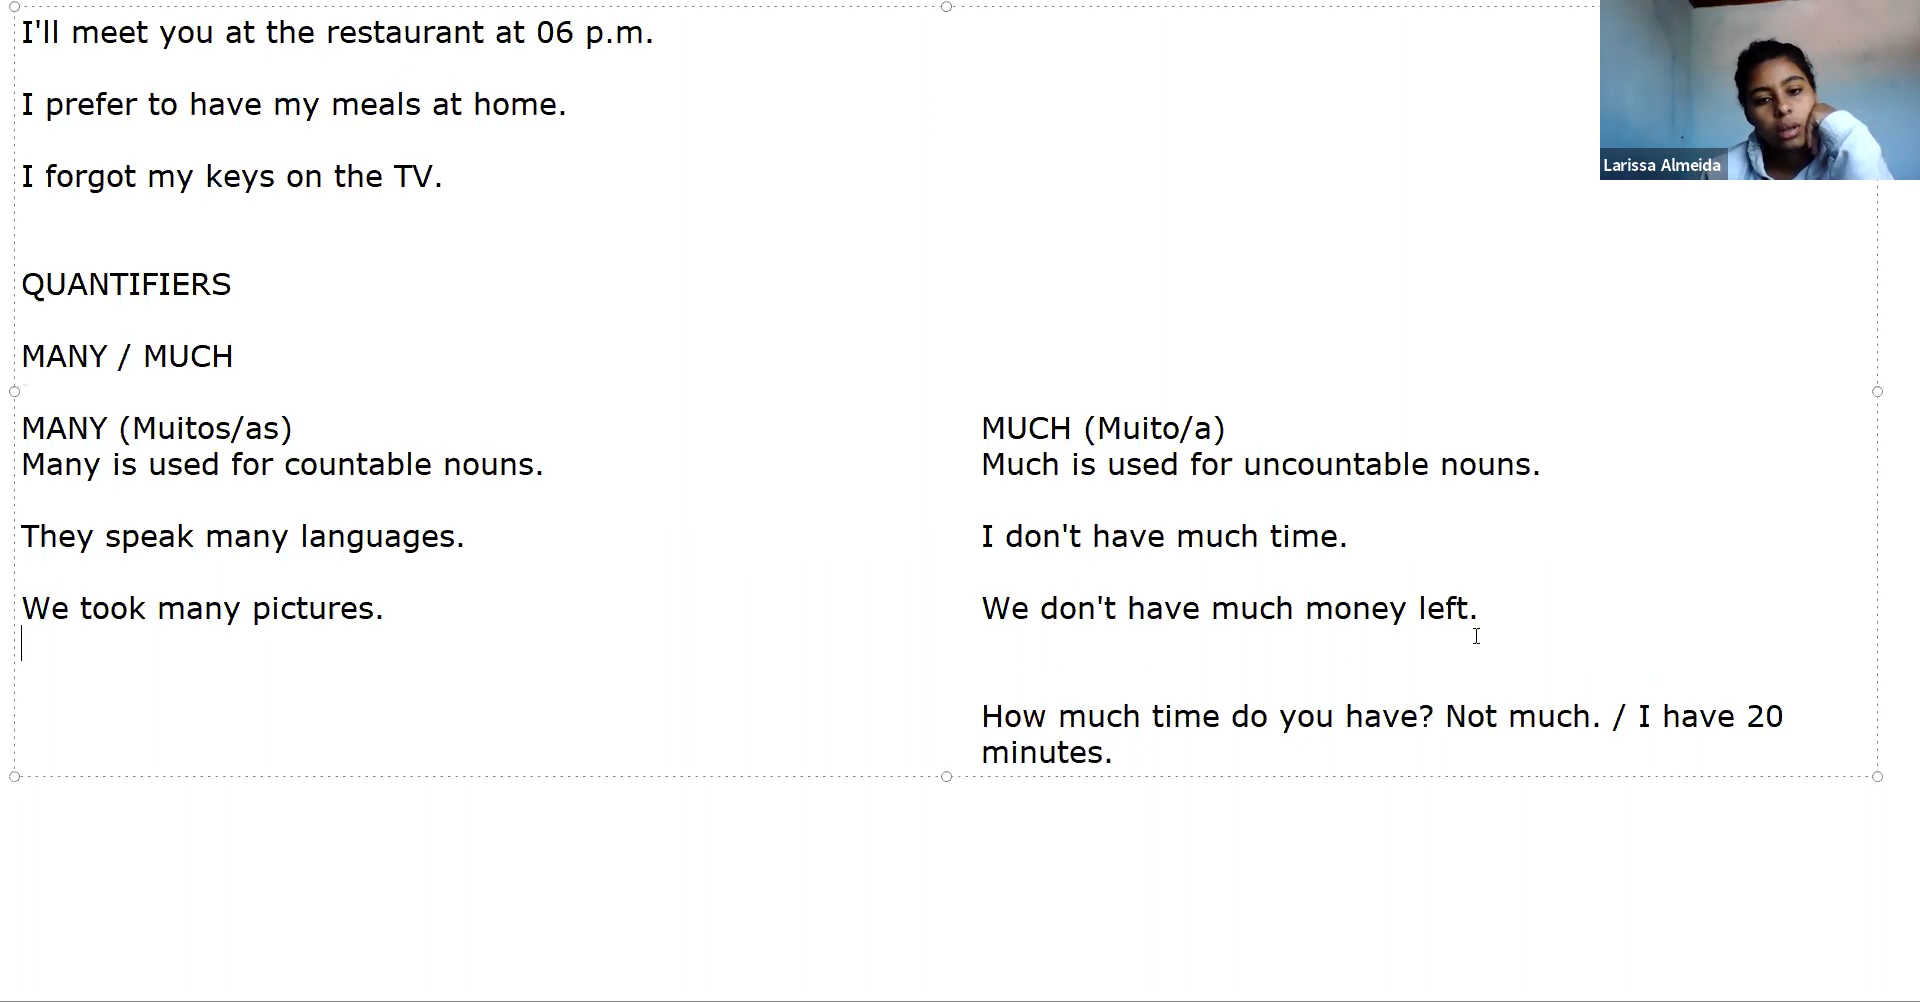 I'll meet you at the restaurant at 06 p.m.
I prefer to have my meals at home.
I forgot my keys on the TV.
QUANTIFIERS
MANY / MUCH
MANY (Muitos/as)
Many is used for countable nouns.
They speak many languages.
We took many pictures.
MUCH (Muito/a)
Much is used for uncountable nouns.
I don't have much time.
We don't have much money left.
How much time do you have? Not much. / I have 20
minutes.
Larissa Almeida